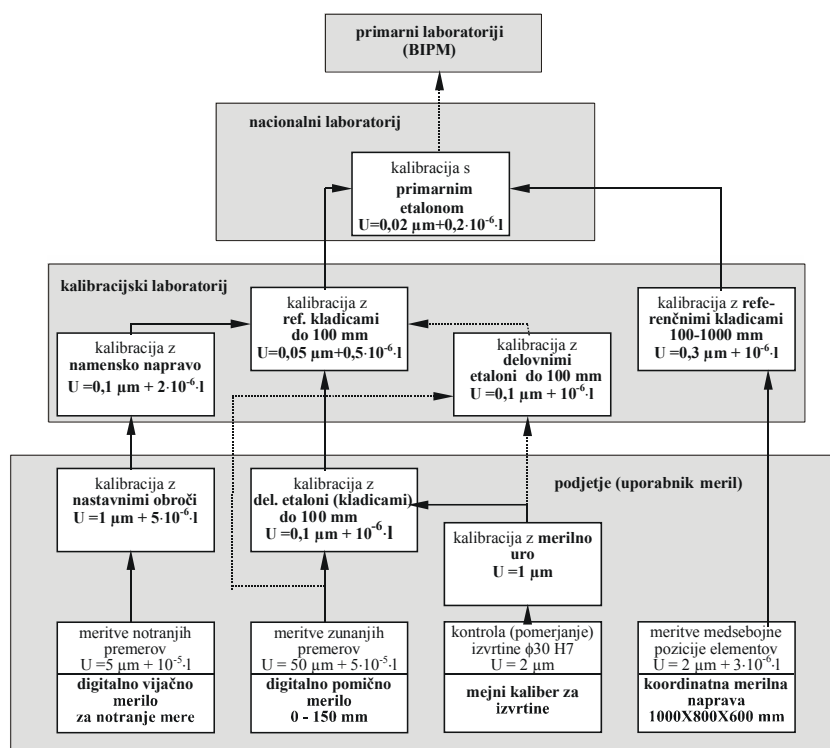 primarni laboratoriji
(BIPM)
nacionalni laboratorij
kalibracija s
primarnim
etalonom
U=0,02 µm+0,2·10⁻⁶·l
kalibracijski laboratorij
kalibracija z
ref. kladicami
do 100 mm
U=0,05 µm+0,5·10⁻⁶·l
kalibracija z refe-
renčnimi kladicami
100-1000 mm
U =0,3 µm + 10⁻⁶·l
kalibracija z
namensko napravo
U =0,1 µm + 2·10⁻⁶·l
kalibracija z
delovnimi
etaloni do 100 mm
U =0,1 µm + 10⁻⁶·l
podjetje (uporabnik meril)
kalibracija z
nastavnimi obroči
U =1 µm + 5·10⁻⁶·l
kalibracija z
del. etaloni (kladicami)
do 100 mm
U =0,1 µm + 10⁻⁶·l
kalibracija z merilno
uro
U =1 µm
meritve notranjih
premerov
U =5 µm + 10⁻⁵·l
digitalno vijačno
merilo
za notranje mere
meritve zunanjih
premerov
U = 50 µm + 5·10⁻⁵·l
digitalno pomično
merilo
0 - 150 mm
kontrola (pomerjanje)
izvrtine ϕ30 H7
U = 2 µm
mejni kaliber za
izvrtine
meritve medsebojne
pozicije elementov
U = 2 µm + 3·10⁻⁶·l
koordinatna merilna
naprava
1000X800X600 mm